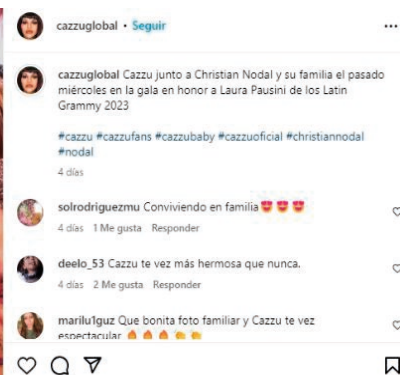 cazzuglobal • Seguir
cazzuglobal Cazzu junto a Christian Nodal y su familia el pasado
miércoles en la gala en honor a Laura Pausini de los Latin
Grammy 2023
#cazzu #cazzufans #cazzubaby #cazzuoficial #christiannodal
#nodal
4 días
solrodriguezmu Conviviendo en familia😍😍😍
4 días 1 Me gusta Responder
deelo_53 Cazzu te vez más hermosa que nunca.
4 días 2 Me gusta Responder
marilu1guz Que bonita foto familiar y Cazzu te vez
espectacular 🔥🔥🔥👏👏